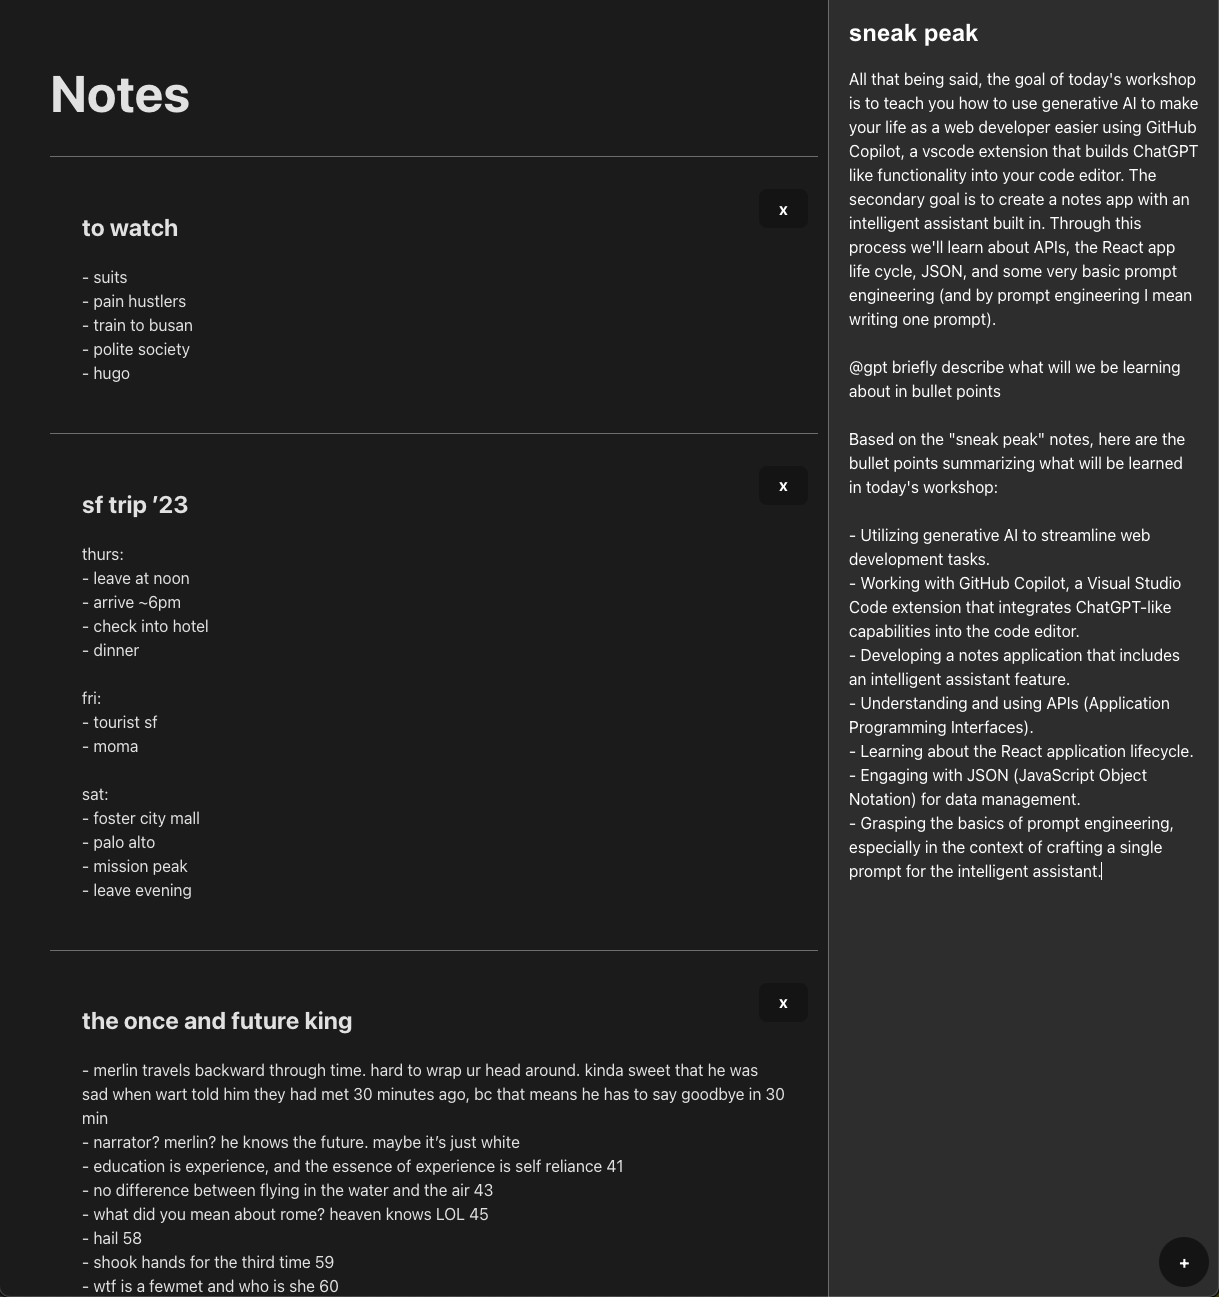 Notes
to watch
x
- suits
- pain hustlers
- train to busan
- polite society
- hugo
sf trip ’23
x
thurs:
- leave at noon
- arrive ~6pm
- check into hotel
- dinner
fri:
- tourist sf
- moma
sat:
- foster city mall
- palo alto
- mission peak
- leave evening
the once and future king
x
- merlin travels backward through time. hard to wrap ur head around. kinda sweet that he was
sad when wart told him they had met 30 minutes ago, bc that means he has to say goodbye in 30
min
- narrator? merlin? he knows the future. maybe it’s just white
- education is experience, and the essence of experience is self reliance 41
- no difference between flying in the water and the air 43
- what did you mean about rome? heaven knows LOL 45
- hail 58
- shook hands for the third time 59
- wtf is a fewmet and who is she 60
sneak peak
All that being said, the goal of today's workshop
is to teach you how to use generative AI to make
your life as a web developer easier using GitHub
Copilot, a vscode extension that builds ChatGPT
like functionality into your code editor. The
secondary goal is to create a notes app with an
intelligent assistant built in. Through this
process we'll learn about APIs, the React app
life cycle, JSON, and some very basic prompt
engineering (and by prompt engineering I mean
writing one prompt).
@gpt briefly describe what will we be learning
about in bullet points
Based on the "sneak peak" notes, here are the
bullet points summarizing what will be learned
in today's workshop:
- Utilizing generative AI to streamline web
development tasks.
- Working with GitHub Copilot, a Visual Studio
Code extension that integrates ChatGPT-like
capabilities into the code editor.
- Developing a notes application that includes
an intelligent assistant feature.
- Understanding and using APIs (Application
Programming Interfaces).
- Learning about the React application lifecycle.
- Engaging with JSON (JavaScript Object
Notation) for data management.
- Grasping the basics of prompt engineering,
especially in the context of crafting a single
prompt for the intelligent assistant.
+